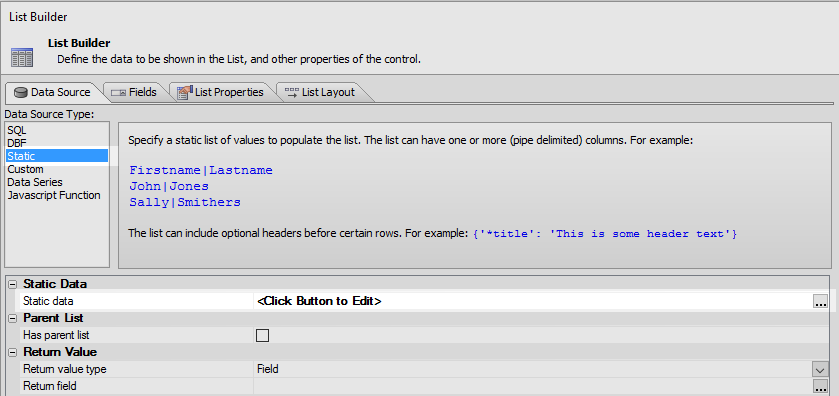 List Builder
List Builder
Define the data to be shown in the List, and other properties of the control.
Data Source Fields List Properties List Layout
Data Source Type:
SQL
DBF
Static
Custom
Data Series
Javascript Function
Specify a static list of values to populate the list. The list can have one or more (pipe delimited) columns. For example:
Firstname|Lastname
John|Jones
Sally|Smithers
The list can include optional headers before certain rows. For example: {'*title': 'This is some header text'}
Static Data
Static data <Click Button to Edit> ...
Parent List
Has parent list
Return Value
Return value type Field
Return field ...